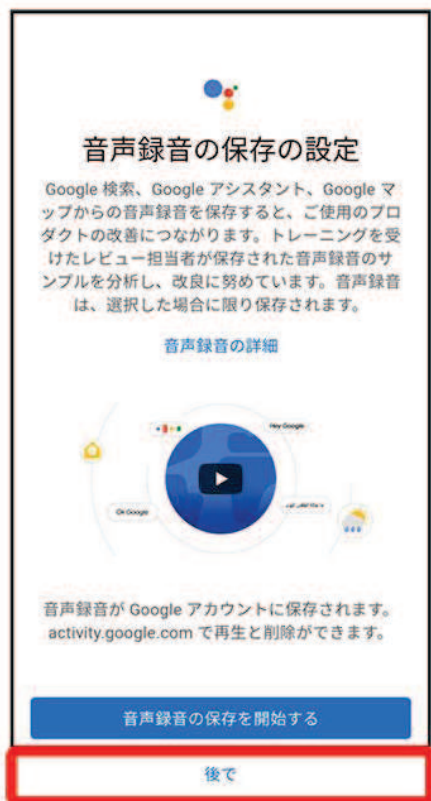 音声録音の保存の設定
Google 検索、Google アシスタント、Google マ
ップからの音声録音を保存すると、ご使用のプロ
ダクトの改善につながります。トレーニングを受
けたレビュー担当者が保存された音声録音のサ
ンプルを分析し、改良に努めています。音声録音
は、選択した場合に限り保存されます。
音声録音の詳細
Hey Google
OK Google
音声録音が Google アカウントに保存されます。
activity.google.com で再生と削除ができます。
音声録音の保存を開始する
後で